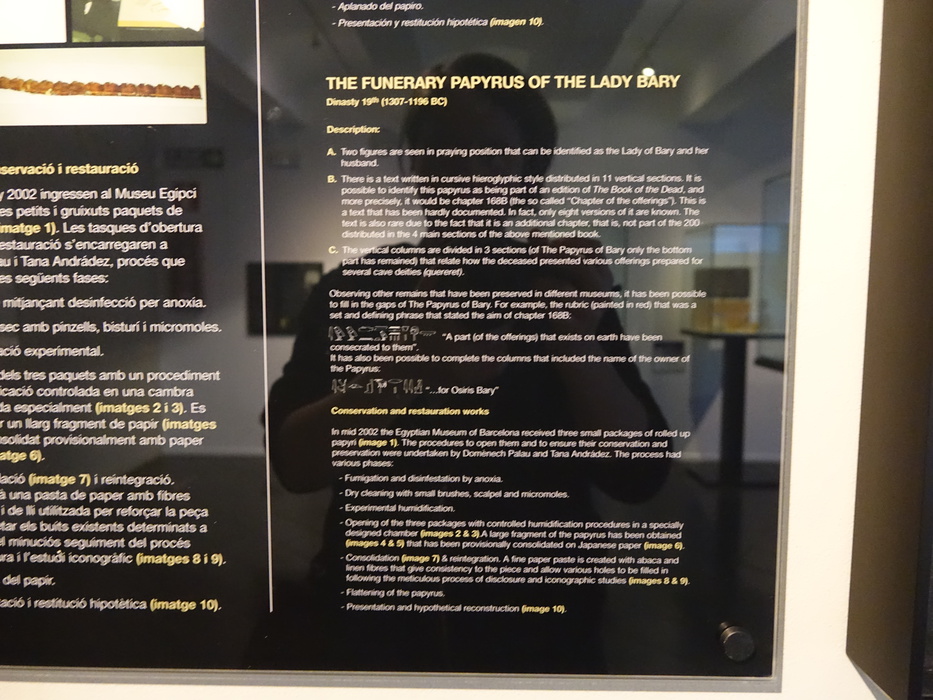 servació i restauració
y 2002 ingressen al Museu Egipci
es petits i gruixuts paquets de
imatge 1). Les tasques d'obertura
estauració s'encarregaren a
au i Tana Andrádez, procés que
es següents fases:
mitjançant desinfecció per anoxia.
sec amb pinzells, bisturí i micromoles.
ació experimental.
dels tres paquets amb un procediment
icació controlada en una cambra
da especialment (imatges 2 i 3). Es
r un llarg fragment de papir (imatges
nsolidat provisionalment amb paper
atge 6).
lació (imatge 7) i reintegració.
à una pasta de paper amb fibres
i de lli utilitzada per reforçar la peça
tar els buits existents determinats a
l minuciós seguiment del procés
ura i l'estudi iconogràfic (imatges 8 i 9).
del papir.
tació i restitució hipotètica (imatge 10).
- Aplanado del papiro.
- Presentación y restitución hipotética (imagen 10).
THE FUNERARY PAPYRUS OF THE LADY BARY
Dinasty 19th (1307-1196 BC)
Description:
A. Two figures are seen in praying position that can be identified as the Lady of Bary and her
husband.
B. There is a text written in cursive hieroglyphic style distributed in 11 vertical sections. It is
possible to identify this papyrus as being part of an edition of The Book of the Dead, and
more precisely, it would be chapter 168B (the so called "Chapter of the offerings"). This is
a text that has been hardly documented. In fact, only eight versions of it are known. The
text is also rare due to the fact that it is an additional chapter, that is, not part of the 200
distributed in the 4 main sections of the above mentioned book.
C. The vertical columns are divided in 3 sections (of The Papyrus of Bary only the bottom
part has remained) that relate how the deceased presented various offerings prepared for
several cave deities (quereret).
Observing other remains that have been preserved in different museums, it has been possible
to fill in the gaps of The Papyrus of Bary. For example, the rubric (painted in red) that was a
set and defining phrase that stated the aim of chapter 168B:
"A part (of the offerings) that exists on earth have been
consecrated to them".
It has also been possible to complete the columns that included the name of the owner of
the Papyrus:
"...for Osiris Bary"
Conservation and restauration works
In mid 2002 the Egyptian Museum of Barcelona received three small packages of rolled up
papyri (image 1). The procedures to open them and to ensure their conservation and
preservation were undertaken by Domènech Palau and Tana Andrádez. The process had
various phases:
- Fumigation and disinfestation by anoxia.
- Dry cleaning with small brushes, scalpel and micromoles.
- Experimental humidification.
- Opening of the three packages with controlled humidification procedures in a specially
designed chamber (images 2 & 3).A large fragment of the papyrus has been obtained
(images 4 & 5) that has been provisionally consolidated on Japanese paper (image 6).
- Consolidation (image 7) & reintegration. A fine paper paste is created with abaca and
linen fibres that give consistency to the piece and allow various holes to be filled in
following the meticulous process of disclosure and iconographic studies (images 8 & 9).
- Flattening of the papyrus.
- Presentation and hypothetical reconstruction (image 10).